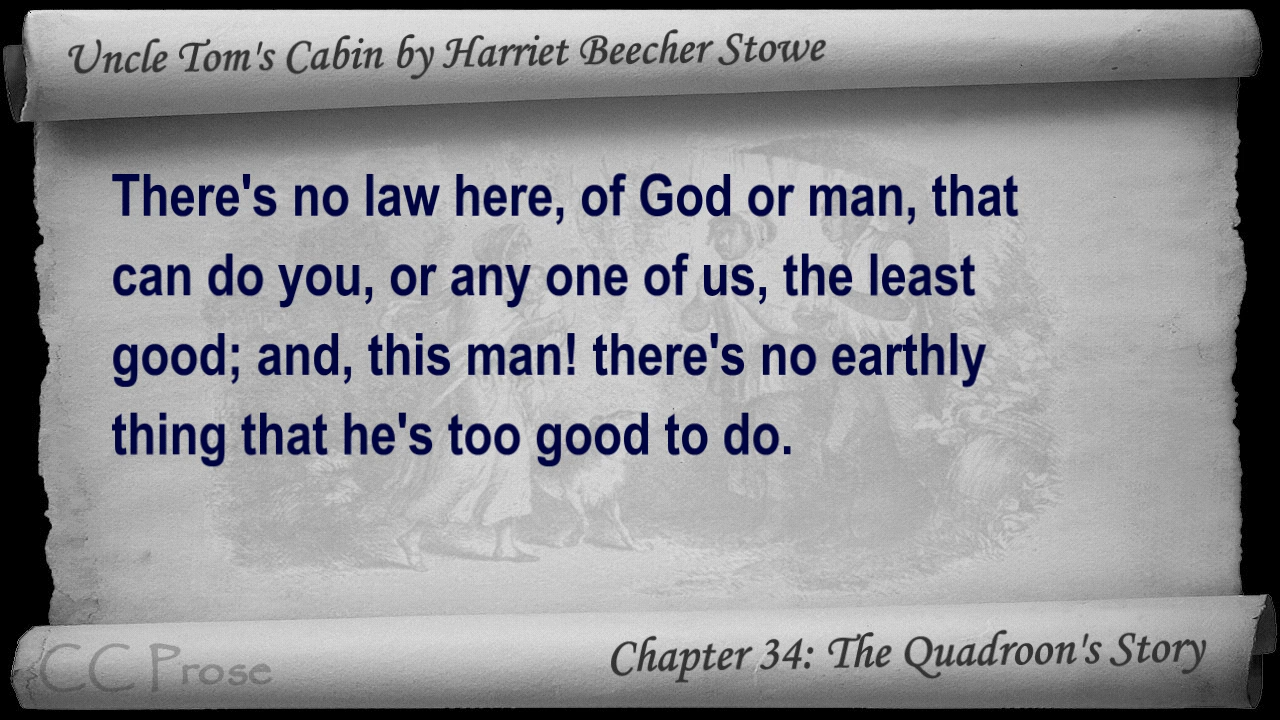 Uncle Tom's Cabin by Harriet Beecher Stowe
There's no law here, of God or man, that
can do you, or any one of us, the least
good; and, this man! there's no earthly
thing that he's too good to do.
CC Prose
Chapter 34: The Quadroon's Story